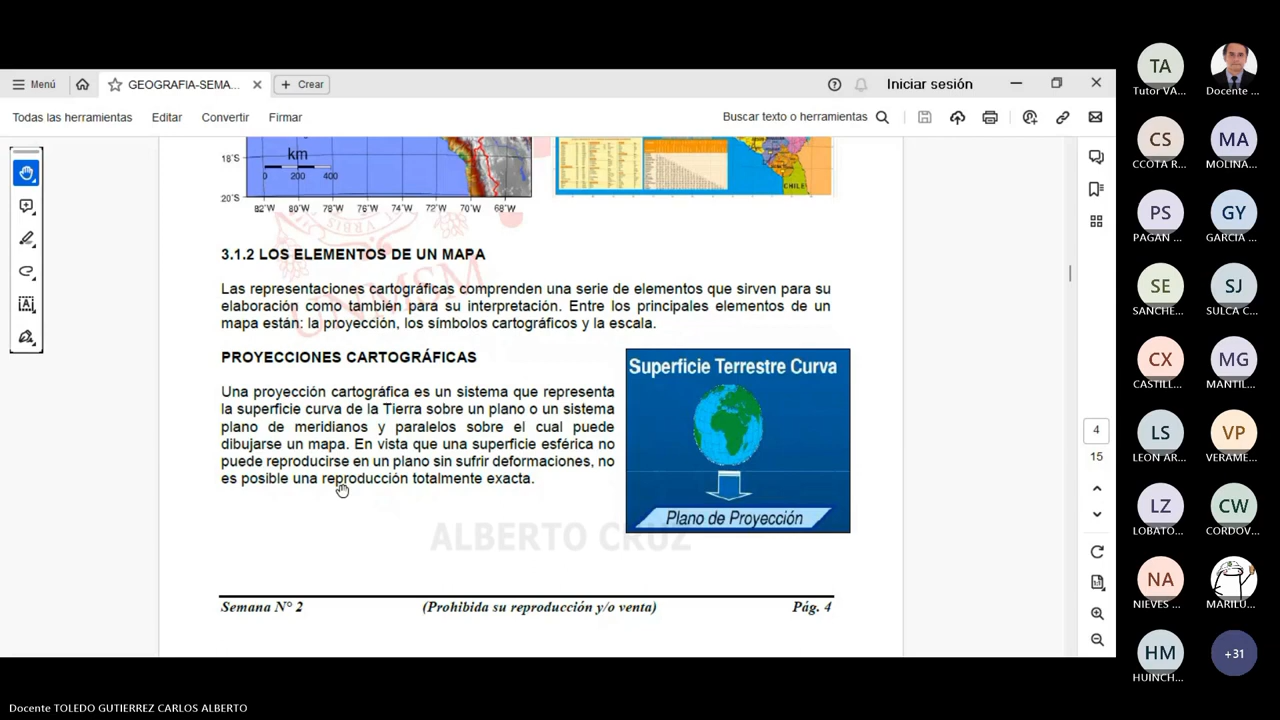 Menú
GEOGRAFIA-SEMA...
Crear
Iniciar sesión
Todas las herramientas
Editar
Convertir
Firmar
Buscar texto o herramientas
18°S
20°S
km
0 200 400
82°W 80°W 78°W 76°W 74°W 72°W 70°W 68°W
CHILE
3.1.2 LOS ELEMENTOS DE UN MAPA
Las representaciones cartográficas comprenden una serie de elementos que sirven para su
elaboración como también para su interpretación. Entre los principales elementos de un
mapa están: la proyección, los símbolos cartográficos y la escala.
PROYECCIONES CARTOGRÁFICAS
Una proyección cartográfica es un sistema que representa
la superficie curva de la Tierra sobre un plano o un sistema
plano de meridianos y paralelos sobre el cual puede
dibujarse un mapa. En vista que una superficie esférica no
puede reproducirse en un plano sin sufrir deformaciones, no
es posible una reproducción totalmente exacta.
Superficie Terrestre Curva
Plano de Proyección
UNMSM
ALBERTO CRUZ
Semana N° 2 (Prohibida su reproducción y/o venta) Pág. 4
4
15
TA
Tutor VA...
Docente ...
CS
CCOTA R...
MA
MOLINA...
PS
PAGAN ...
GY
GARCIA ...
SE
SANCHE...
SJ
SULCA C...
CX
CASTILL...
MG
MANTIL...
LS
LEON AR...
VP
VERAME...
LZ
LOBATO...
CW
CORDOV...
NA
NIEVES ...
MARILÚ...
HM
HUINCH...
+31
Docente TOLEDO GUTIERREZ CARLOS ALBERTO